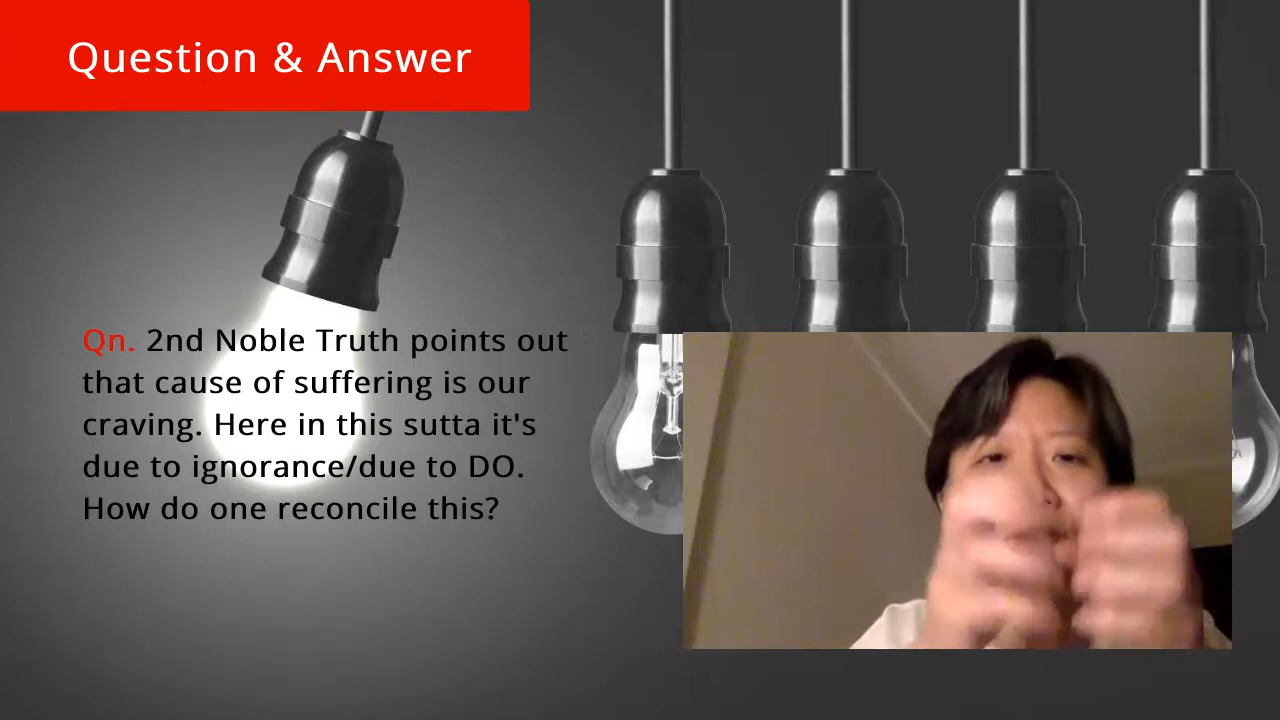 Question & Answer
Qn. 2nd Noble Truth points out
that cause of suffering is our
craving. Here in this sutta it's
due to ignorance/due to DO.
How do one reconcile this?